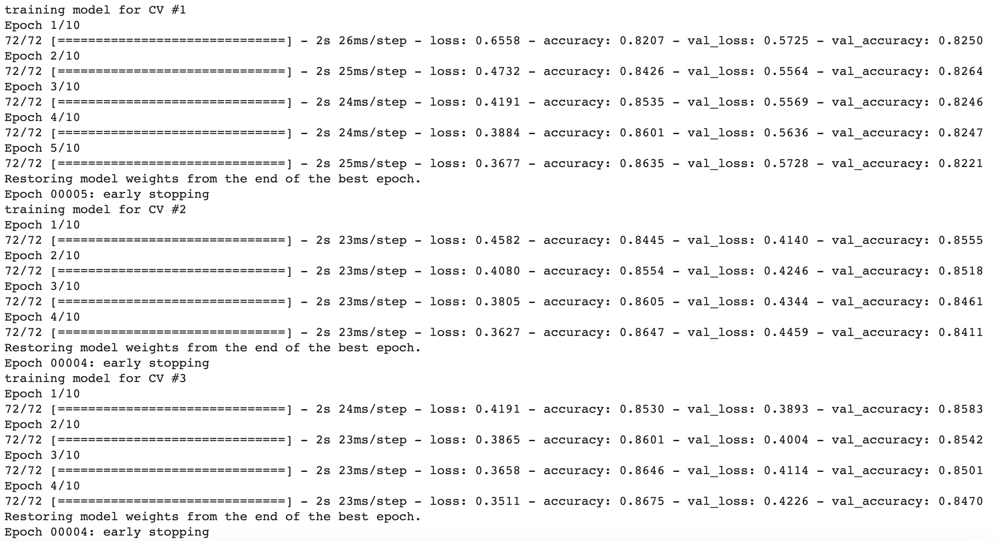 training model for CV #1
Epoch 1/10
72/72 [==============================] - 2s 26ms/step - loss: 0.6558 - accuracy: 0.8207 - val_loss: 0.5725 - val_accuracy: 0.8250
Epoch 2/10
72/72 [==============================] - 2s 25ms/step - loss: 0.4732 - accuracy: 0.8426 - val_loss: 0.5564 - val_accuracy: 0.8264
Epoch 3/10
72/72 [==============================] - 2s 24ms/step - loss: 0.4191 - accuracy: 0.8535 - val_loss: 0.5569 - val_accuracy: 0.8246
Epoch 4/10
72/72 [==============================] - 2s 24ms/step - loss: 0.3884 - accuracy: 0.8601 - val_loss: 0.5636 - val_accuracy: 0.8247
Epoch 5/10
72/72 [==============================] - 2s 25ms/step - loss: 0.3677 - accuracy: 0.8635 - val_loss: 0.5728 - val_accuracy: 0.8221
Restoring model weights from the end of the best epoch.
Epoch 00005: early stopping
training model for CV #2
Epoch 1/10
72/72 [==============================] - 2s 23ms/step - loss: 0.4582 - accuracy: 0.8445 - val_loss: 0.4140 - val_accuracy: 0.8555
Epoch 2/10
72/72 [==============================] - 2s 23ms/step - loss: 0.4080 - accuracy: 0.8554 - val_loss: 0.4246 - val_accuracy: 0.8518
Epoch 3/10
72/72 [==============================] - 2s 23ms/step - loss: 0.3805 - accuracy: 0.8605 - val_loss: 0.4344 - val_accuracy: 0.8461
Epoch 4/10
72/72 [==============================] - 2s 23ms/step - loss: 0.3627 - accuracy: 0.8647 - val_loss: 0.4459 - val_accuracy: 0.8411
Restoring model weights from the end of the best epoch.
Epoch 00004: early stopping
training model for CV #3
Epoch 1/10
72/72 [==============================] - 2s 24ms/step - loss: 0.4191 - accuracy: 0.8530 - val_loss: 0.3893 - val_accuracy: 0.8583
Epoch 2/10
72/72 [==============================] - 2s 23ms/step - loss: 0.3865 - accuracy: 0.8601 - val_loss: 0.4004 - val_accuracy: 0.8542
Epoch 3/10
72/72 [==============================] - 2s 23ms/step - loss: 0.3658 - accuracy: 0.8646 - val_loss: 0.4114 - val_accuracy: 0.8501
Epoch 4/10
72/72 [==============================] - 2s 23ms/step - loss: 0.3511 - accuracy: 0.8675 - val_loss: 0.4226 - val_accuracy: 0.8470
Restoring model weights from the end of the best epoch.
Epoch 00004: early stopping